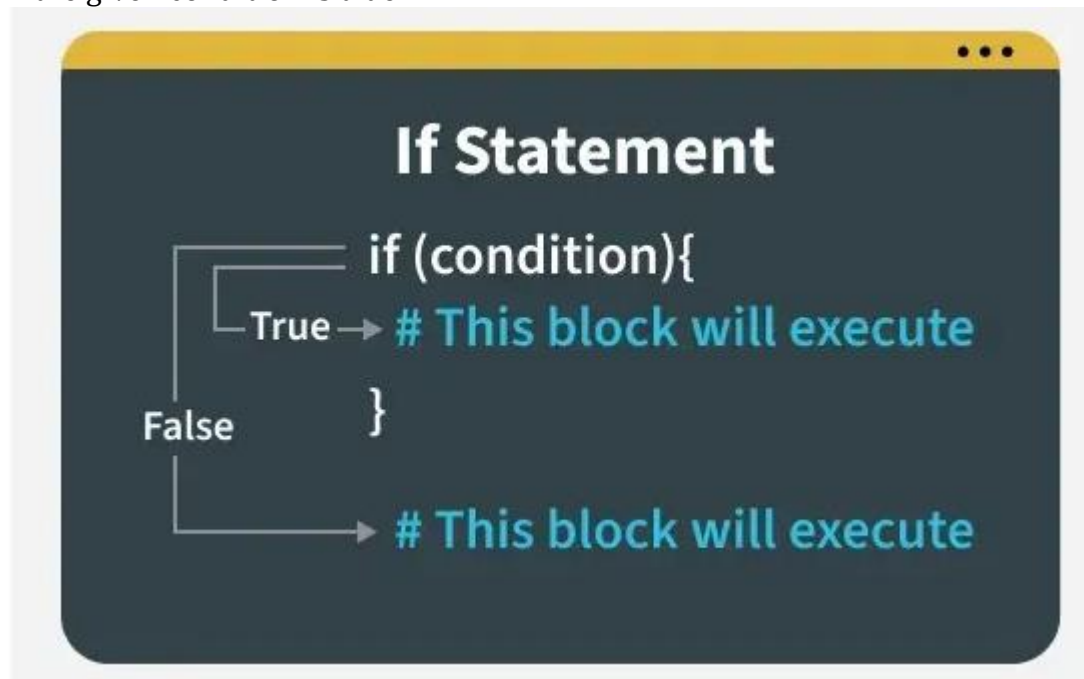 If Statement
if (condition){
True # This block will execute
False }
# This block will execute